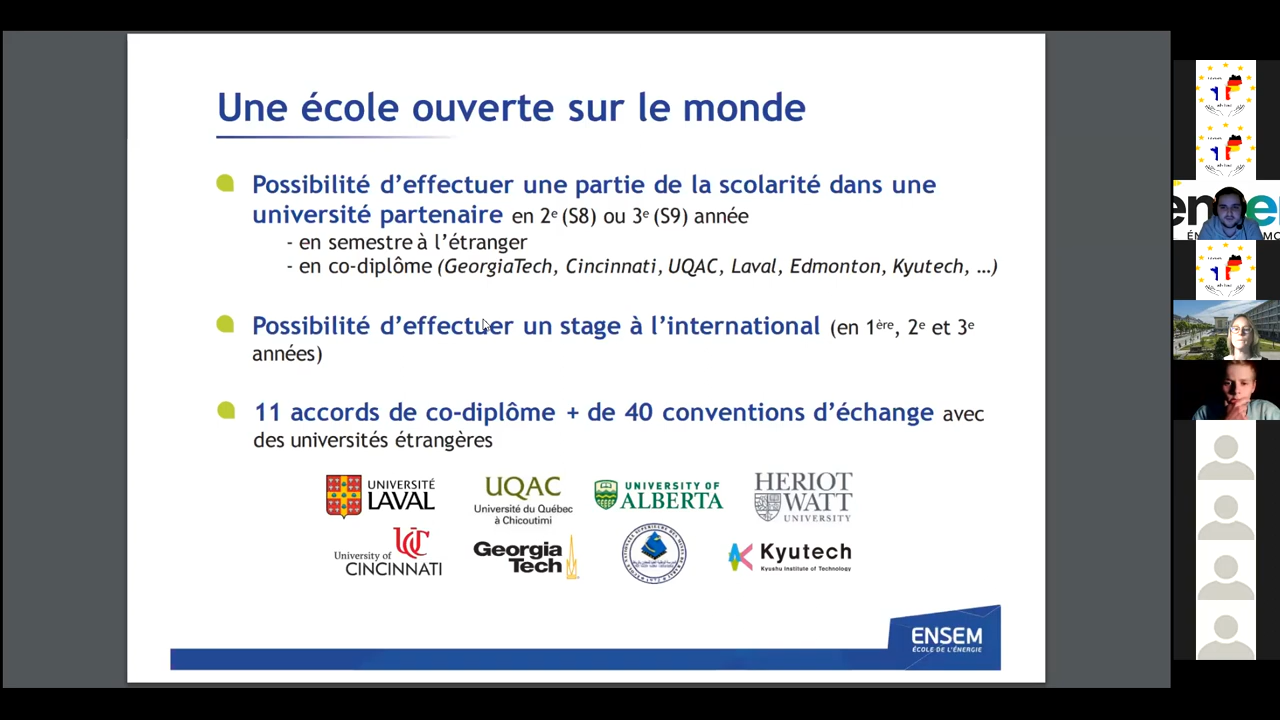 Une école ouverte sur le monde
Possibilité d’effectuer une partie de la scolarité dans une
université partenaire en 2e (S8) ou 3e (S9) année
- en semestre à l’étranger
- en co-diplôme (GeorgiaTech, Cincinnati, UQAC, Laval, Edmonton, Kyutech, …)
Possibilité d’effectuer un stage à l’international (en 1ère, 2e et 3e
années)
11 accords de co-diplôme + de 40 conventions d’échange avec
des universités étrangères
UNIVERSITÉ
LAVAL
UQAC
Université du Québec
à Chicoutimi
UNIVERSITY OF
ALBERTA
HERIOT
WATT
UNIVERSITY
UC
University of
CINCINNATI
Georgia
Tech
Kyutech
Kyushu Institute of Technology
ENSEM
ÉCOLE DE L’ÉNERGIE